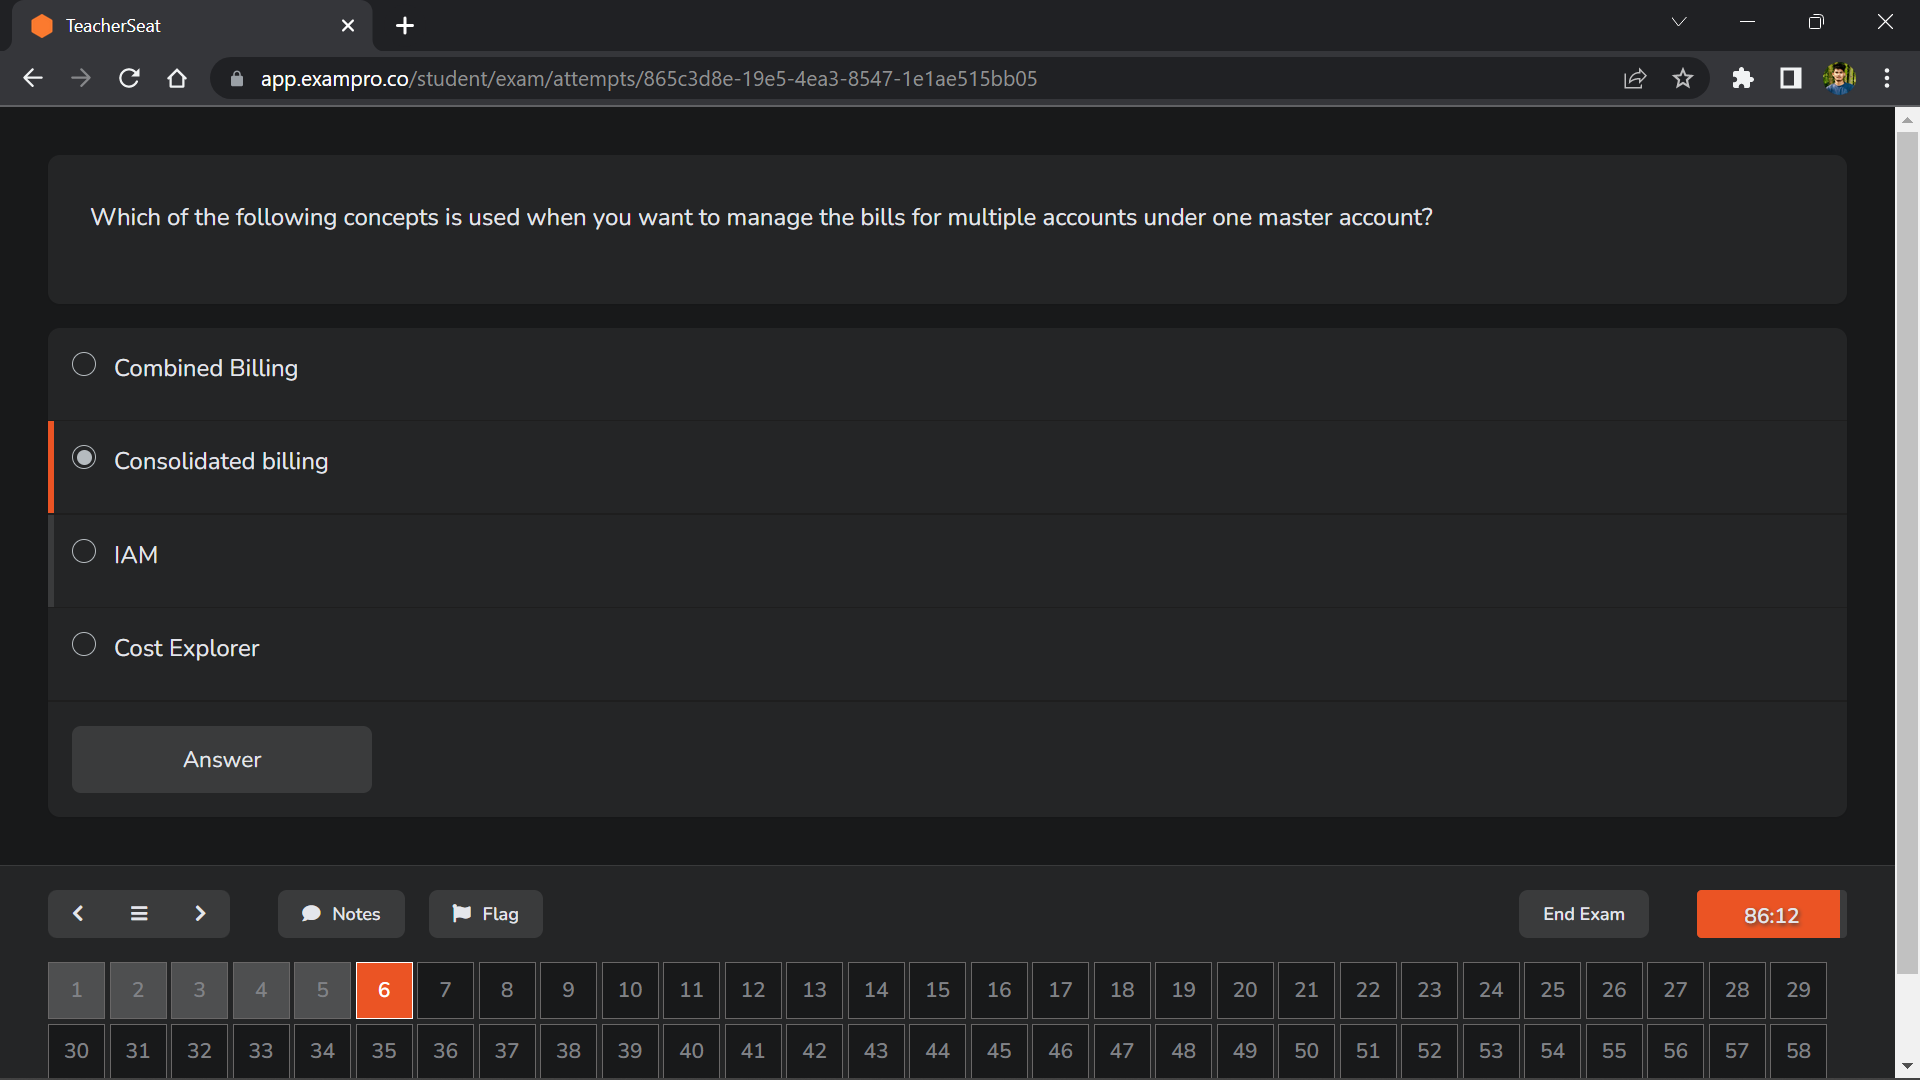 TeacherSeat
app.exampro.co/student/exam/attempts/865c3d8e-19e5-4ea3-8547-1e1ae515bb05
Which of the following concepts is used when you want to manage the bills for multiple accounts under one master account?
Combined Billing
Consolidated billing
IAM
Cost Explorer
Answer
Notes Flag End Exam 86:12
1 2 3 4 5 6 7 8 9 10 11 12 13 14 15 16 17 18 19 20 21 22 23 24 25 26 27 28 29
30 31 32 33 34 35 36 37 38 39 40 41 42 43 44 45 46 47 48 49 50 51 52 53 54 55 56 57 58